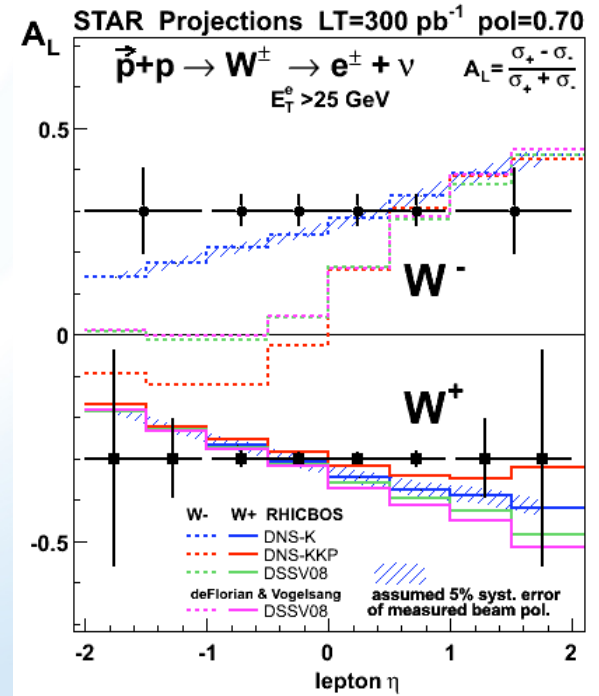 STAR Projections LT=300 pb⁻¹ pol=0.70
A_L
p⃗+p → W± → e± + ν
A_L = (σ₊ - σ₋)/(σ₊ + σ₋)
E_T^e >25 GeV
0.5
W⁻
0
W⁺
W- W+ RHICBOS
DNS-K
-0.5
DNS-KKP
DSSV08
deFlorian & Vogelsang
DSSV08
assumed 5% syst. error
of measured beam pol.
-2 -1 0 1 2
lepton η